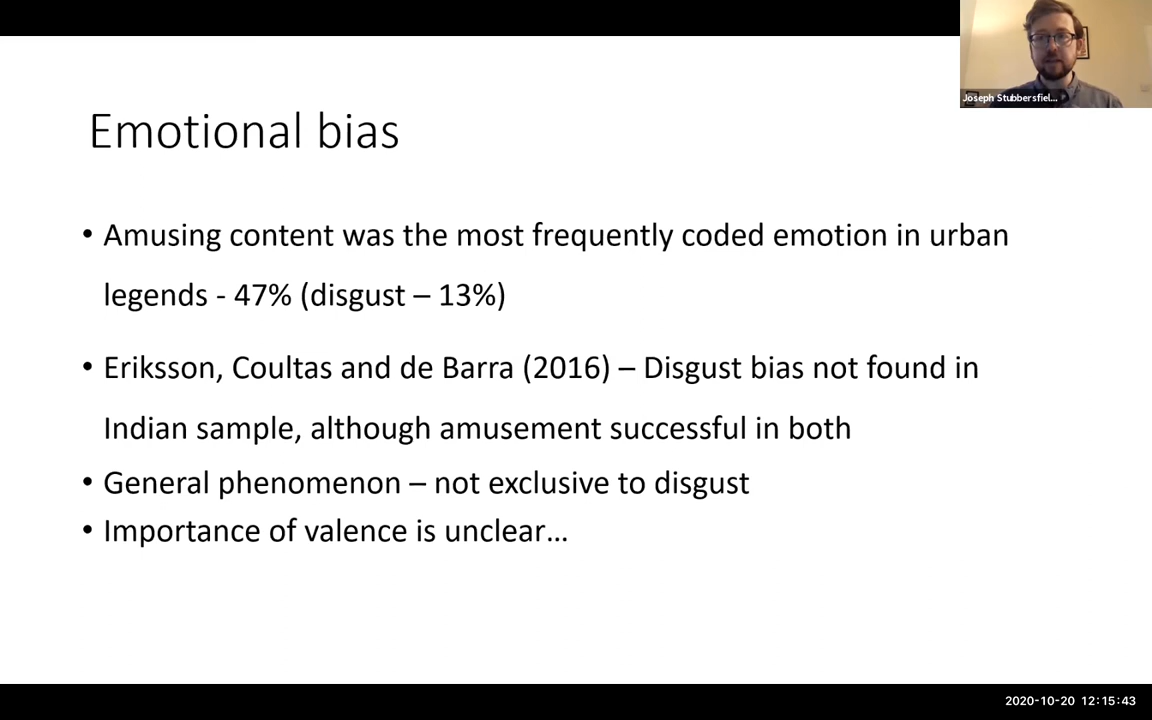 Joseph Stubbersfiel...
Emotional bias
• Amusing content was the most frequently coded emotion in urban
legends - 47% (disgust – 13%)
• Eriksson, Coultas and de Barra (2016) – Disgust bias not found in
Indian sample, although amusement successful in both
• General phenomenon – not exclusive to disgust
• Importance of valence is unclear…
2020-10-20 12:15:43